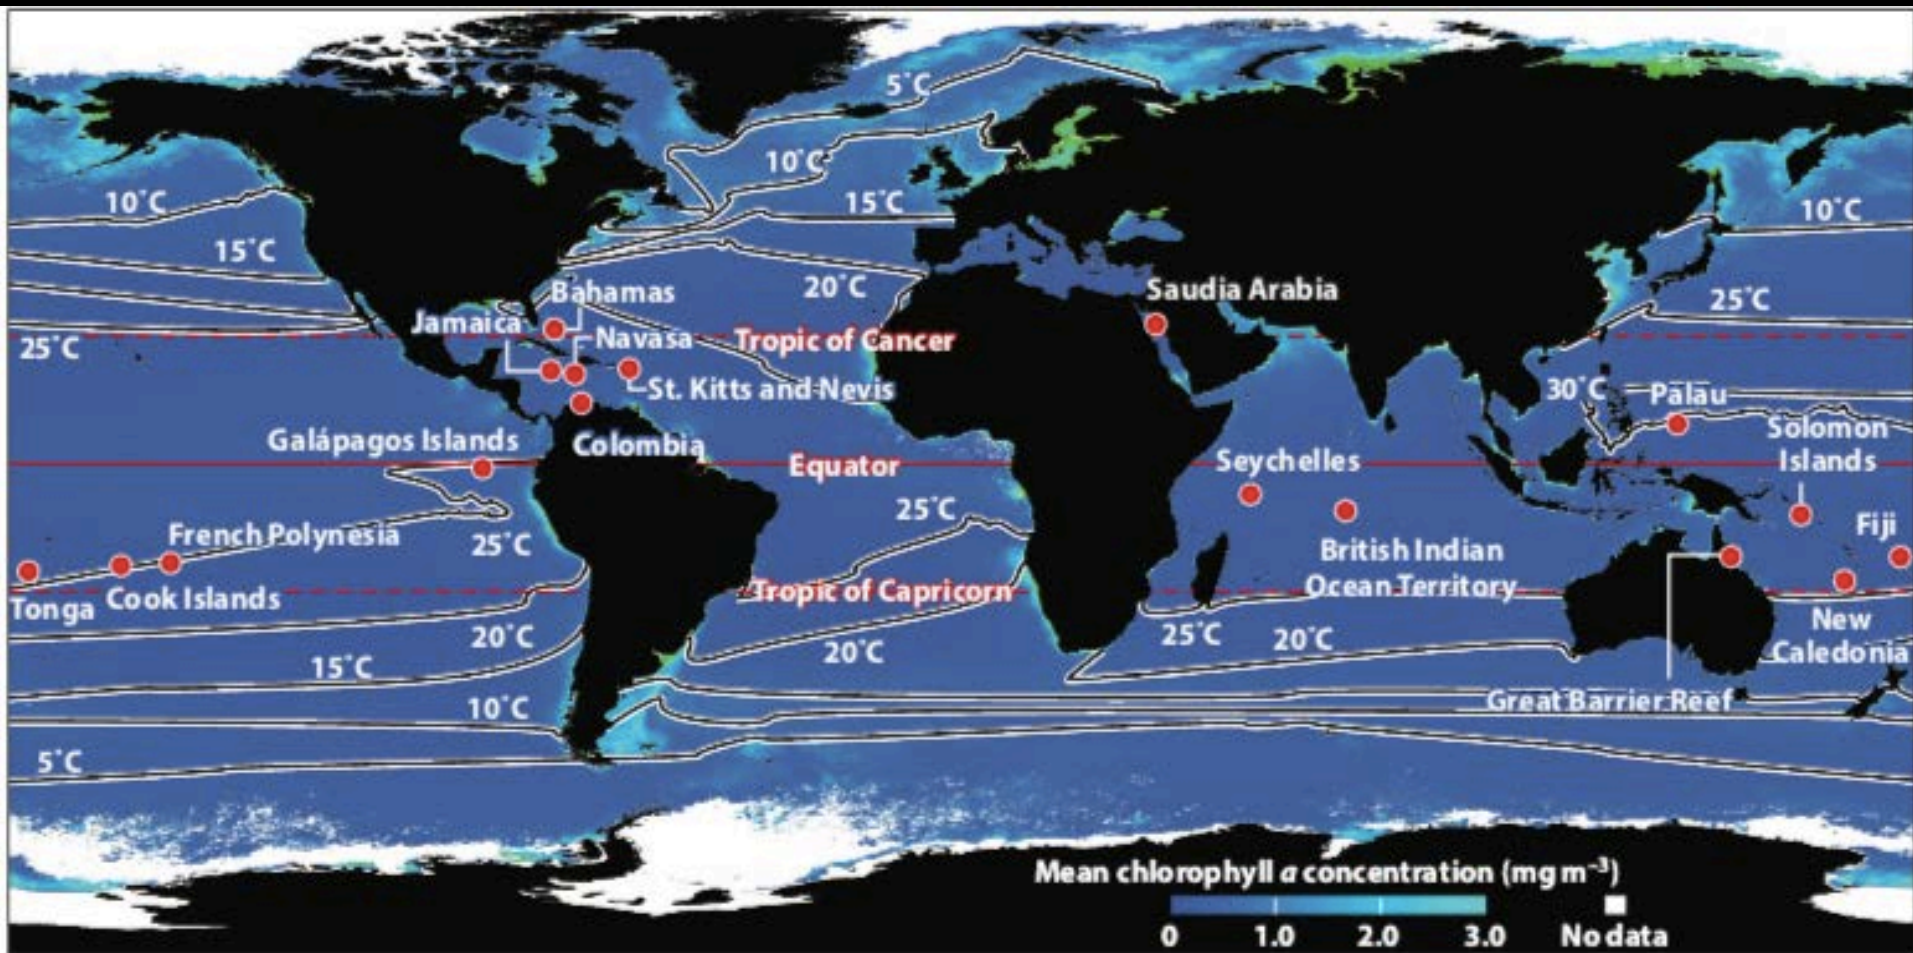 5°C
10°C
10°C
15°C
10°C
15°C
Saudia Arabia
20°C
Bahamas
25°C
Jamaica
Navasa
Tropic of Cancer
25°C
30°C
Palau
St. Kitts and Nevis
Solomon
Islands
Galápagos Islands
Colombia
Equator
Seychelles
25°C
Fiji
French Polynesia
25°C
British Indian
Ocean Territory
Tropic of Capricorn
Tonga
Cook Islands
New
Caledonia
20°C
25°C
20°C
20°C
15°C
Great Barrier Reef
10°C
5°C
Mean chlorophyll a concentration (mg m⁻³)
0
1.0
2.0
3.0
No data